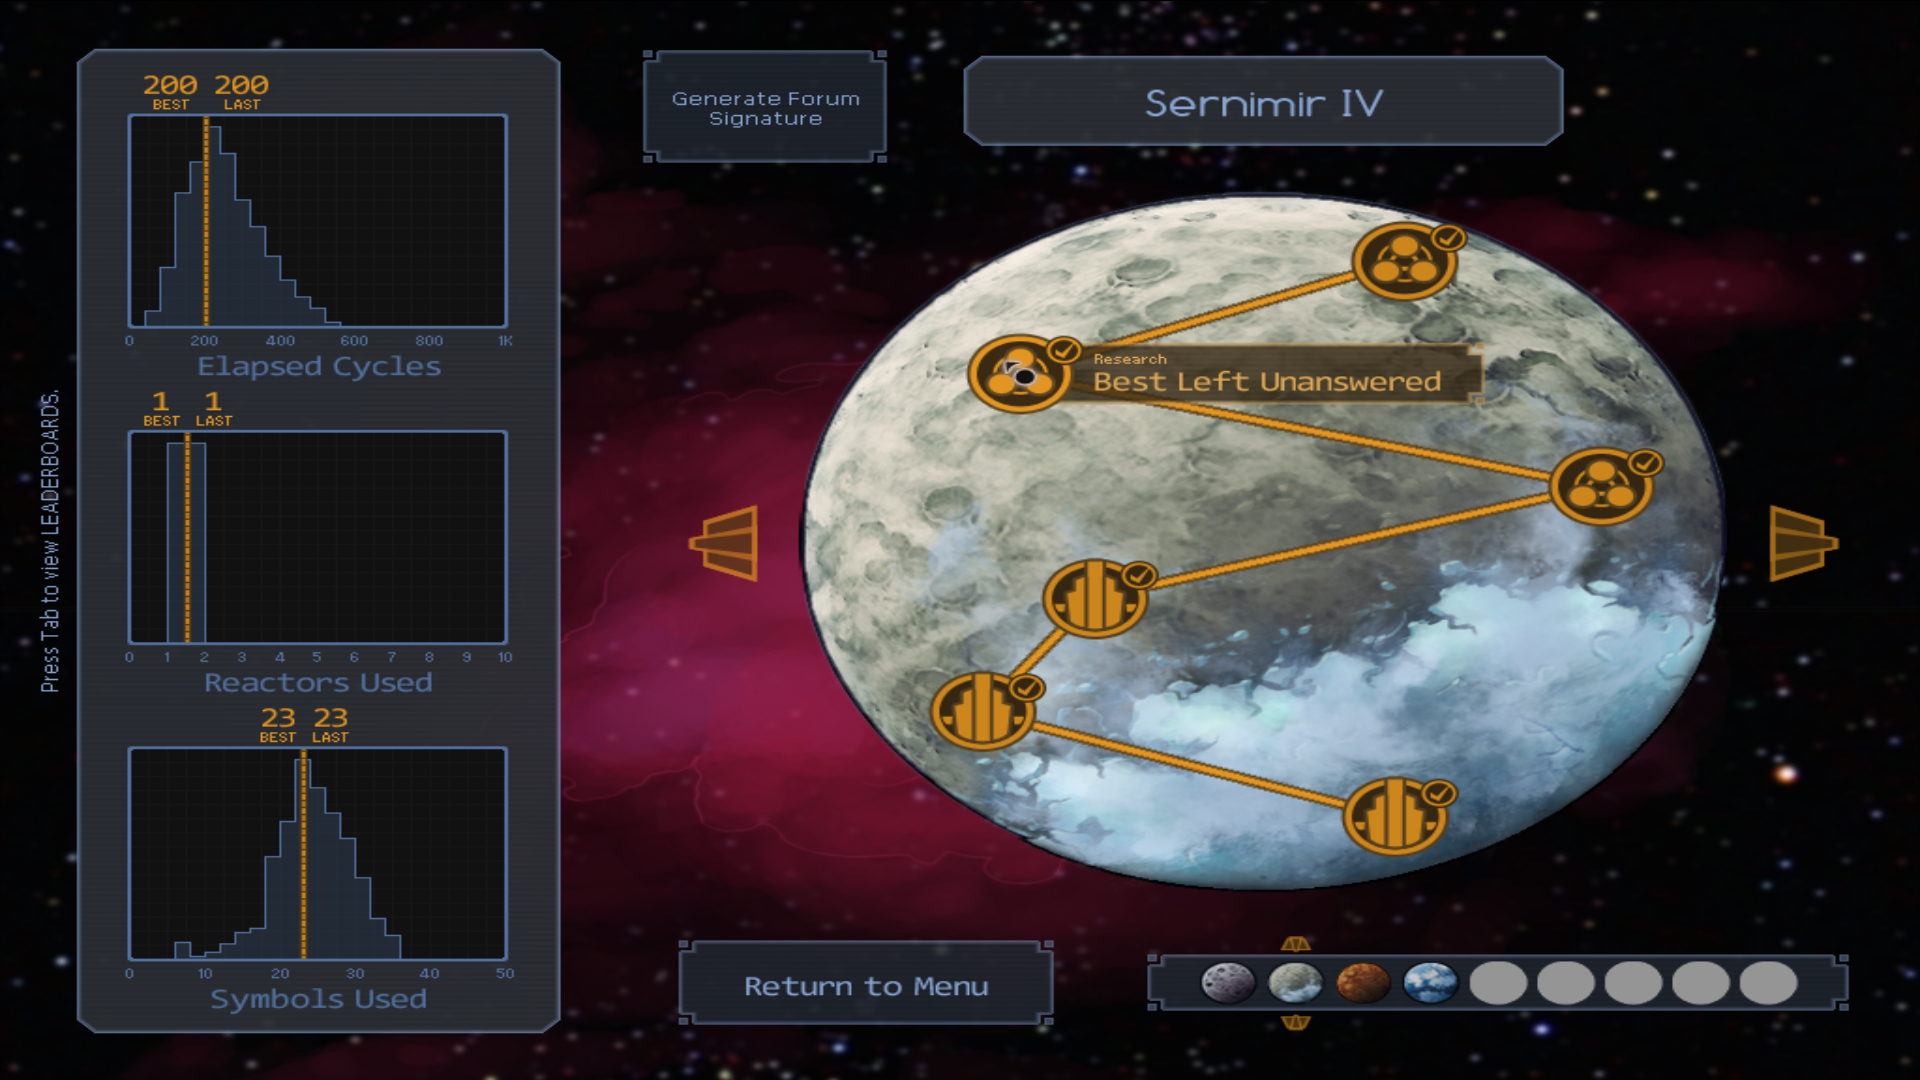 Press Tab to view LEADERBOARDS.
200 200
BEST LAST
0 200 400 600 800 1K
Elapsed Cycles
1 1
BEST LAST
0 1 2 3 4 5 6 7 8 9 10
Reactors Used
23 23
BEST LAST
0 10 20 30 40 50
Symbols Used
Generate Forum
Signature
Sernimir IV
Research
Best Left Unanswered
Return to Menu